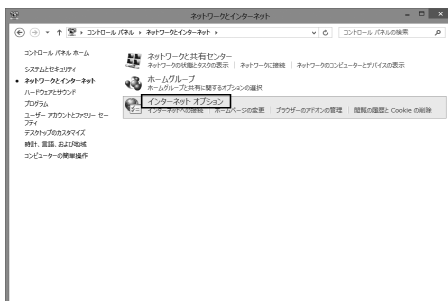 ネットワークとインターネット
コントロール パネル ▸ ネットワークとインターネット ▸
コントロール パネルの検索
コントロール パネル ホーム
システムとセキュリティ
ネットワークとインターネット
ハードウェアとサウンド
プログラム
ユーザー アカウントとファミリー セーフティ
デスクトップのカスタマイズ
時計、言語、および地域
コンピューターの簡単操作
ネットワークと共有センター
ネットワークの状態とタスクの表示 | ネットワークに接続 | ネットワークのコンピューターとデバイスの表示
ホームグループ
ホームグループと共有に関するオプションの選択
インターネット オプション
インターネットへの接続 | ホーム ページの変更 | ブラウザーのアドオンの管理 | 閲覧の履歴と Cookie の削除